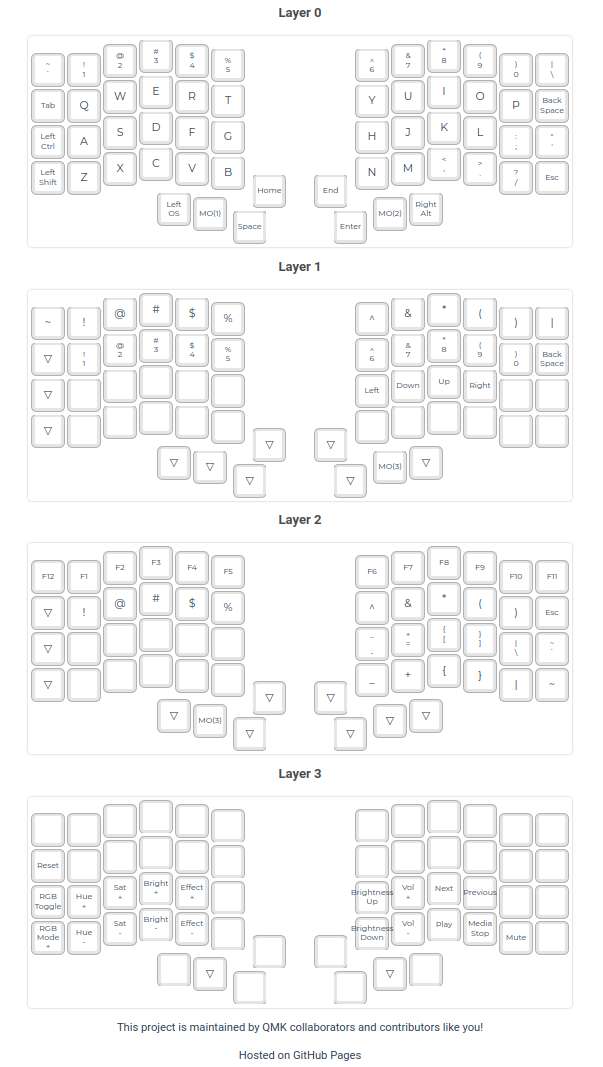 Layer 0
~ ` ! 1 @ 2 # 3 $ 4 % 5 ^ 6 & 7 * 8 ( 9 ) 0 | \
Tab Q W E R T Y U I O P Back Space
Left Ctrl A S D F G H J K L : ; " '
Left Shift Z X C V B N M < , > . ? / Esc
Home End
Left OS MO(1) Space Enter MO(2) Right Alt
Layer 1
~ ! @ # $ % ^ & * ( ) |
▽ ! 1 @ 2 # 3 $ 4 % 5 ^ 6 & 7 * 8 ( 9 ) 0 Back Space
▽ Left Down Up Right
▽
▽ ▽
▽ ▽ ▽ ▽ MO(3) ▽
Layer 2
F12 F1 F2 F3 F4 F5 F6 F7 F8 F9 F10 F11
▽ ! @ # $ % ^ & * ( ) Esc
▽ _ - + = { [ } ] | \ ~ `
▽ _ + { } | ~
▽ ▽
▽ MO(3) ▽ ▽ ▽ ▽
Layer 3
Reset
RGB Toggle Hue + Sat + Bright + Effect + Brightness Up Vol + Next Previous
RGB Mode + Hue - Sat - Bright - Effect - Brightness Down Vol - Play Media Stop Mute
▽ ▽
This project is maintained by QMK collaborators and contributors like you!
Hosted on GitHub Pages